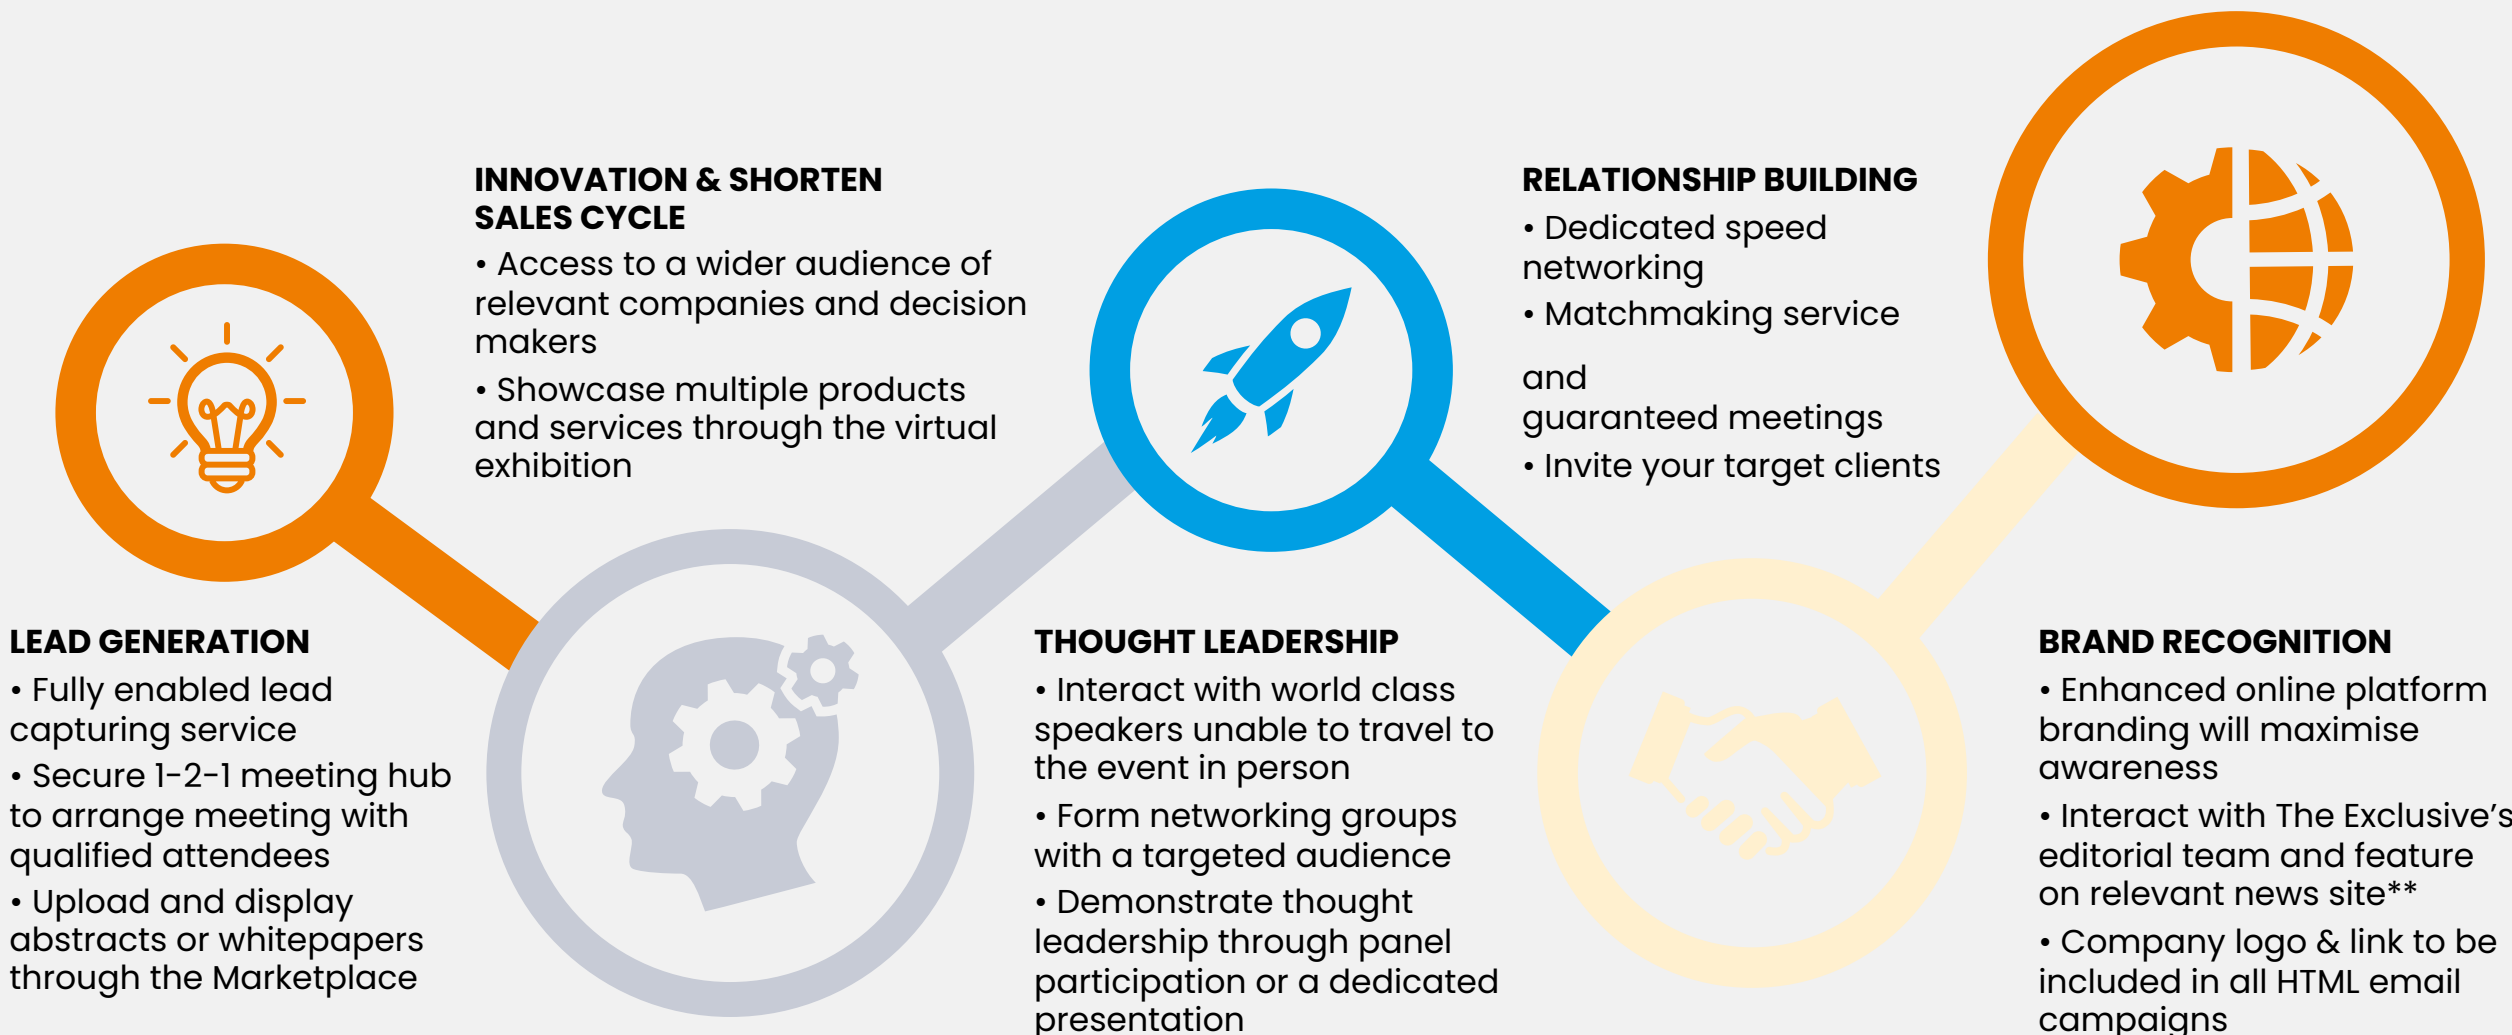 LEAD GENERATION
• Fully enabled lead
capturing service
• Secure 1-2-1 meeting hub
to arrange meeting with
qualified attendees
• Upload and display
abstracts or whitepapers
through the Marketplace
INNOVATION & SHORTEN
SALES CYCLE
• Access to a wider audience of
relevant companies and decision
makers
• Showcase multiple products
and services through the virtual
exhibition
THOUGHT LEADERSHIP
• Interact with world class
speakers unable to travel to
the event in person
• Form networking groups
with a targeted audience
• Demonstrate thought
leadership through panel
participation or a dedicated
presentation
RELATIONSHIP BUILDING
• Dedicated speed
networking
• Matchmaking service
and
guaranteed meetings
• Invite your target clients
BRAND RECOGNITION
• Enhanced online platform
branding will maximise
awareness
• Interact with The Exclusive’s
editorial team and feature
on relevant news site**
• Company logo & link to be
included in all HTML email
campaigns